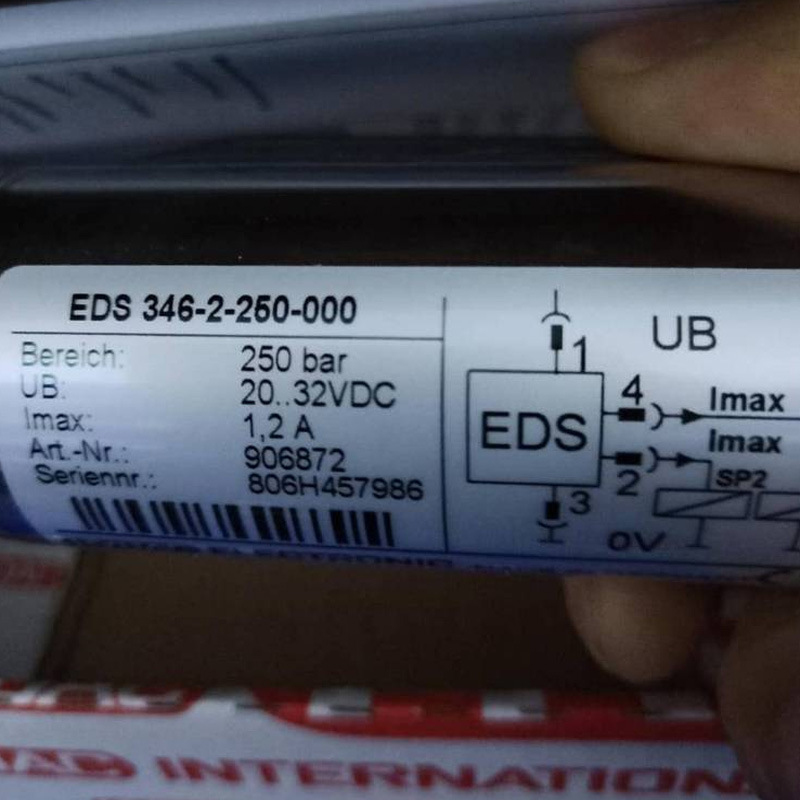 EDS 346-2-250-000
Bereich: 250 bar
UB: 20..32VDC
Imax: 1,2 A
Art.-Nr.: 906872
Seriennr.: 806H457986
1
UB
EDS
4
Imax
Imax
2
SP2
3
0V
ELECTRONIC
INTERNATION